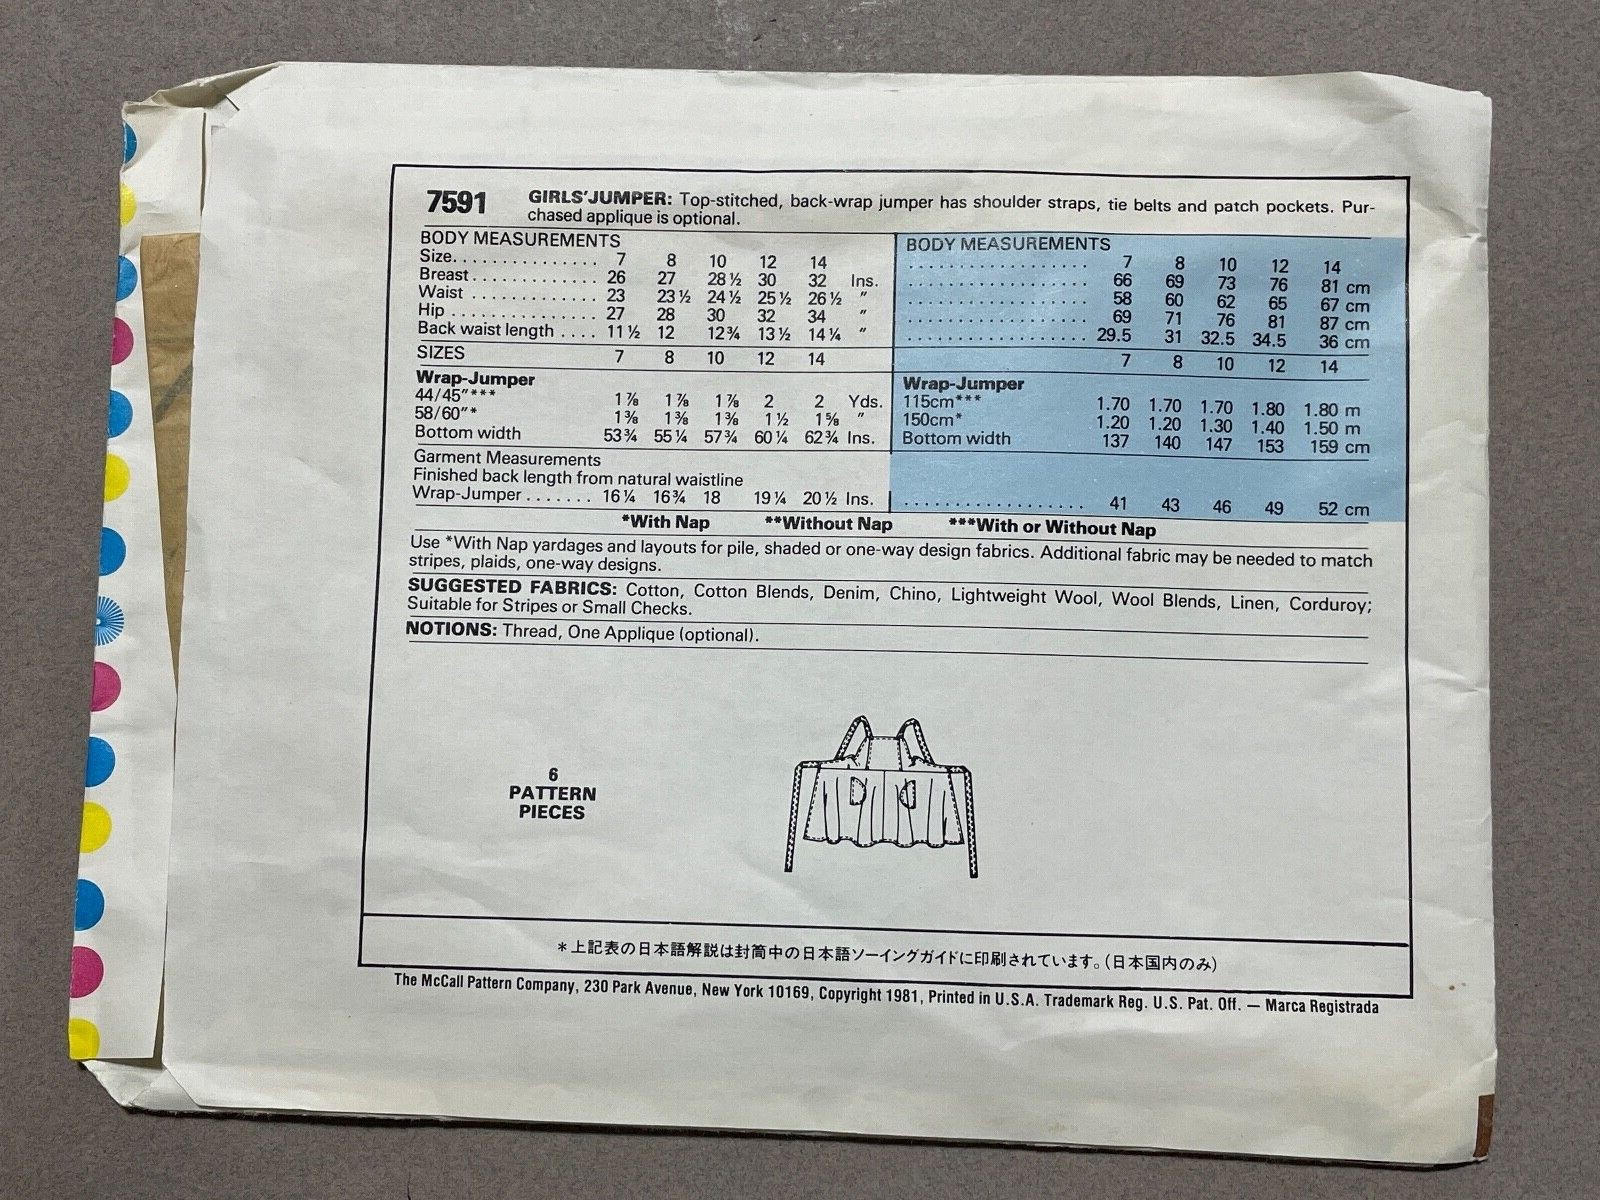 7591 GIRLS' JUMPER: Top-stitched, back-wrap jumper has shoulder straps, tie belts and patch pockets. Pur-
chased applique is optional.
BODY MEASUREMENTS
Size............... 7 8 10 12 14
Breast............. 26 27 28½ 30 32 Ins.
Waist ............. 23 23½ 24½ 25½ 26½ "
Hip ............... 27 28 30 32 34 "
Back waist length .... 11½ 12 12¾ 13½ 14¼ "
SIZES 7 8 10 12 14
Wrap-Jumper
44/45"*** 1⅞ 1⅞ 1⅞ 2 2 Yds.
58/60"* 1⅜ 1⅜ 1⅜ 1½ 1⅝ "
Bottom width 53¾ 55¼ 57¾ 60¼ 62¾ Ins.
Garment Measurements
Finished back length from natural waistline
Wrap-Jumper ....... 16¼ 16¾ 18 19¼ 20½ Ins.
BODY MEASUREMENTS
.................. 7 8 10 12 14
.................. 66 69 73 76 81 cm
.................. 58 60 62 65 67 cm
.................. 69 71 76 81 87 cm
.................. 29.5 31 32.5 34.5 36 cm
7 8 10 12 14
Wrap-Jumper
115cm*** 1.70 1.70 1.70 1.80 1.80 m
150cm* 1.20 1.20 1.30 1.40 1.50 m
Bottom width 137 140 147 153 159 cm
.................. 41 43 46 49 52 cm
*With Nap **Without Nap ***With or Without Nap
Use *With Nap yardages and layouts for pile, shaded or one-way design fabrics. Additional fabric may be needed to match
stripes, plaids, one-way designs.
SUGGESTED FABRICS: Cotton, Cotton Blends, Denim, Chino, Lightweight Wool, Wool Blends, Linen, Corduroy;
Suitable for Stripes or Small Checks.
NOTIONS: Thread, One Applique (optional).
6
PATTERN
PIECES
*上記表の日本語解説は封筒中の日本語ソーイングガイドに印刷されています。(日本国内のみ)
The McCall Pattern Company, 230 Park Avenue, New York 10169, Copyright 1981, Printed in U.S.A. Trademark Reg. U.S. Pat. Off. — Marca Registrada